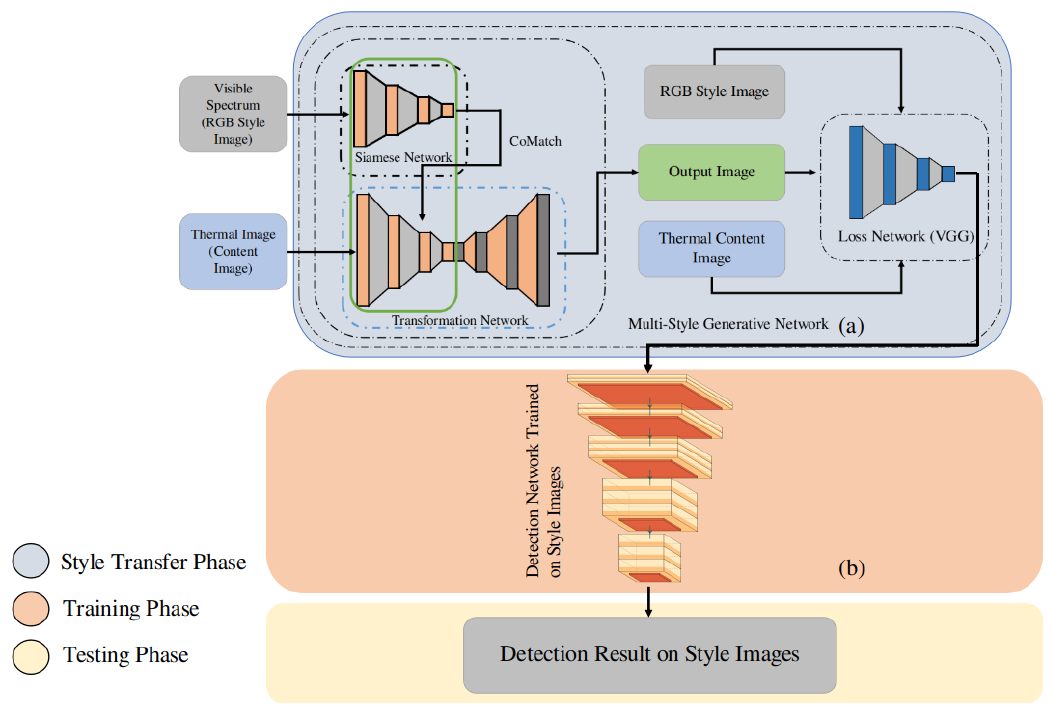 Visible
Spectrum
(RGB Style
Image)
Siamese Network
CoMatch
RGB Style Image
Output Image
Loss Network (VGG)
Thermal Image
(Content
Image)
Thermal Content
Image
Transformation Network
Multi-Style Generative Network (a)
Detection Network Trained
on Style Images
(b)
Style Transfer Phase
Training Phase
Testing Phase
Detection Result on Style Images